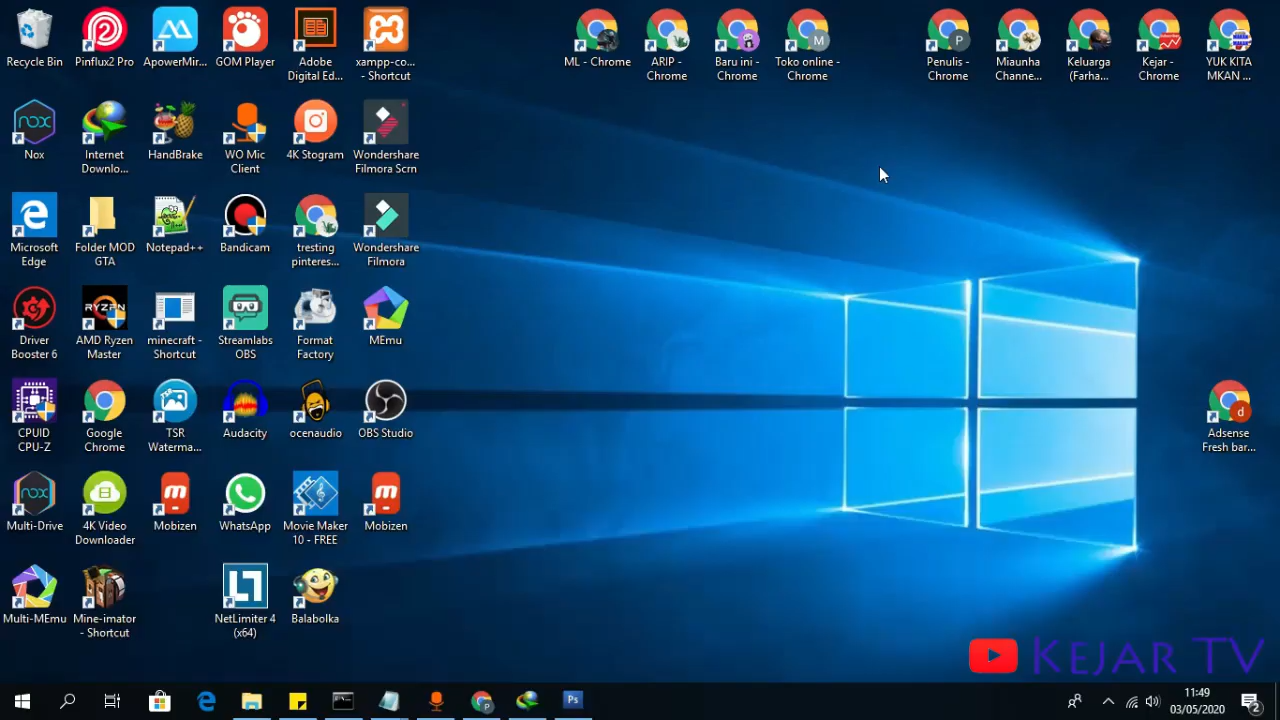 Recycle Bin
Pinflux2 Pro
ApowerMir...
GOM Player
Adobe
Digital Ed...
xampp-co...
- Shortcut
ML - Chrome
ARIP -
Chrome
Baru ini -
Chrome
Toko online -
Chrome
Penulis -
Chrome
Miaunha
Channe...
Keluarga
(Farha...
Kejar -
Chrome
YUK KITA
MKAN ...
Nox
Internet
Downlo...
HandBrake
WO Mic
Client
4K Stogram
Wondershare
Filmora Scrn
Microsoft
Edge
Folder MOD
GTA
Notepad++
Bandicam
tresting
pinteres...
Wondershare
Filmora
Driver
Booster 6
AMD Ryzen
Master
minecraft -
Shortcut
Streamlabs
OBS
Format
Factory
MEmu
CPUID
CPU-Z
Google
Chrome
TSR
Waterma...
Audacity
ocenaudio
OBS Studio
Adsense
Fresh bar...
Multi-Drive
4K Video
Downloader
Mobizen
WhatsApp
Movie Maker
10 - FREE
Mobizen
Multi-MEmu
Mine-imator
- Shortcut
NetLimiter 4
(x64)
Balabolka
KEJAR TV
11:49
03/05/2020
2